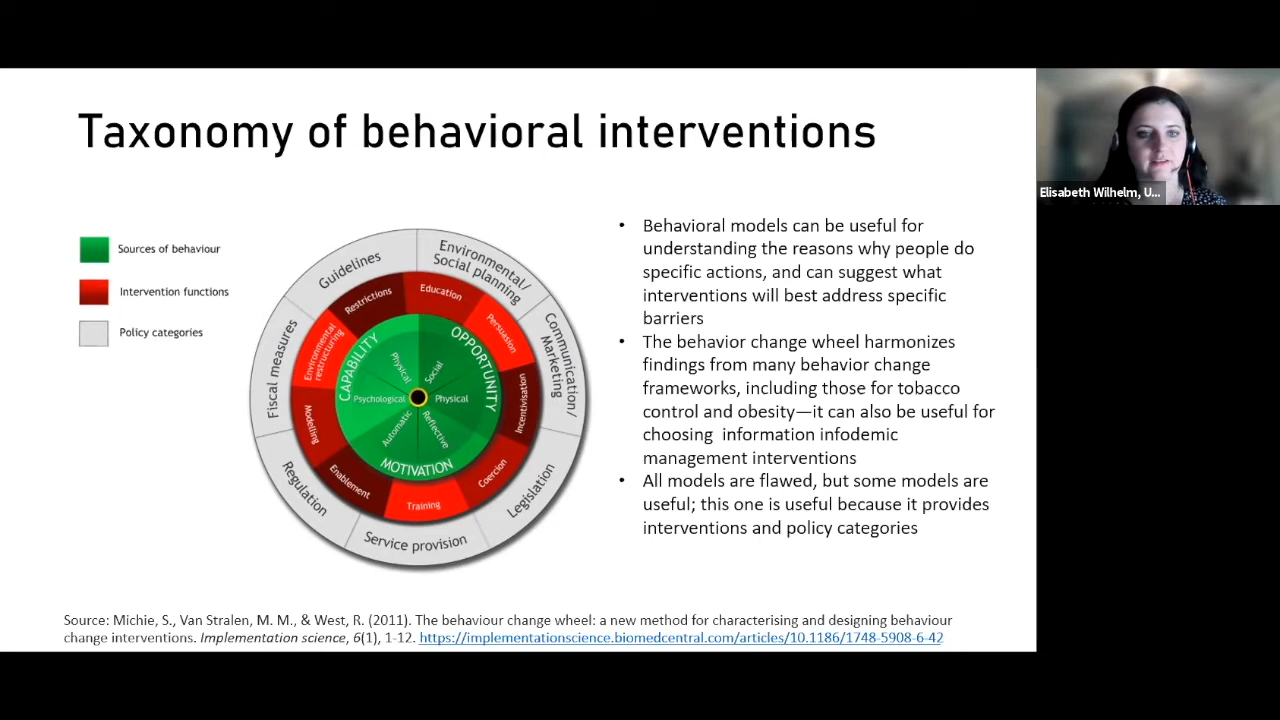 Taxonomy of behavioral interventions
Elisabeth Wilhelm, U...
Sources of behaviour
Intervention functions
Policy categories
Guidelines
Environmental/
Social planning
Communication/
Marketing
Legislation
Service provision
Regulation
Fiscal measures
Restrictions
Education
Persuasion
Incentivisation
Coercion
Training
Enablement
Modelling
Environmental
restructuring
CAPABILITY
OPPORTUNITY
MOTIVATION
Physical
Social
Psychological
Physical
Automatic
Reflective
• Behavioral models can be useful for
understanding the reasons why people do
specific actions, and can suggest what
interventions will best address specific
barriers
• The behavior change wheel harmonizes
findings from many behavior change
frameworks, including those for tobacco
control and obesity—it can also be useful for
choosing information infodemic
management interventions
• All models are flawed, but some models are
useful; this one is useful because it provides
interventions and policy categories
Source: Michie, S., Van Stralen, M. M., & West, R. (2011). The behaviour change wheel: a new method for characterising and designing behaviour
change interventions. Implementation science, 6(1), 1-12. https://implementationscience.biomedcentral.com/articles/10.1186/1748-5908-6-42